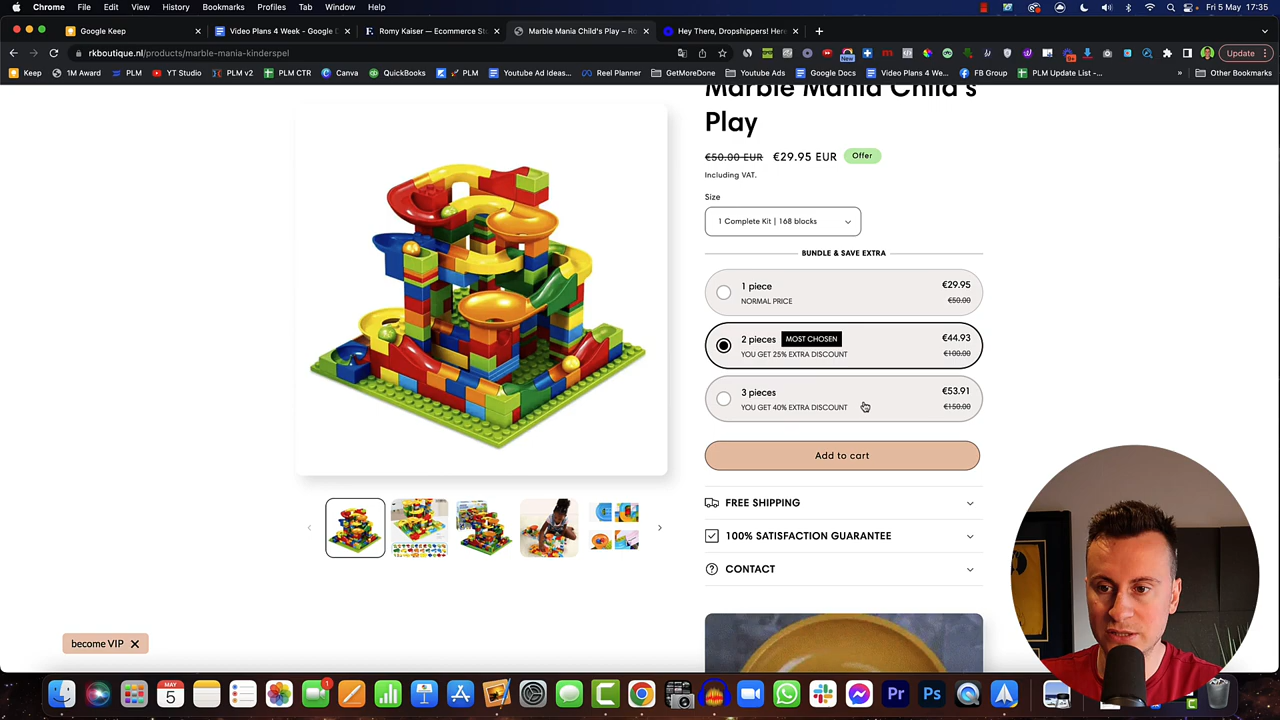 Chrome File Edit View History Bookmarks Profiles Tab Window Help
Fri 5 May 17:35
Google Keep
Video Plans 4 Week - Google D
Romy Kaiser — Ecommerce St
Marble Mania Child's Play – Ro
Hey There, Dropshippers! Here
rkboutique.nl/products/marble-mania-kinderspel
New
Update
Keep 1M Award PLM YT Studio PLM v2 PLM CTR Canva QuickBooks PLM Youtube Ad Ideas... Reel Planner GetMoreDone Youtube Ads Google Docs Video Plans 4 We... FB Group PLM Update List -... » Other Bookmarks
Marble Mania Child's
Play
€50.00 EUR €29.95 EUR Offer
Including VAT.
Size
1 Complete Kit | 168 blocks
BUNDLE & SAVE EXTRA
1 piece €29.95
NORMAL PRICE €50.00
2 pieces MOST CHOSEN €44.93
YOU GET 25% EXTRA DISCOUNT €100.00
3 pieces €53.91
YOU GET 40% EXTRA DISCOUNT €150.00
Add to cart
FREE SHIPPING
100% SATISFACTION GUARANTEE
CONTACT
become VIP
MAY
5
1
Pr
Ps